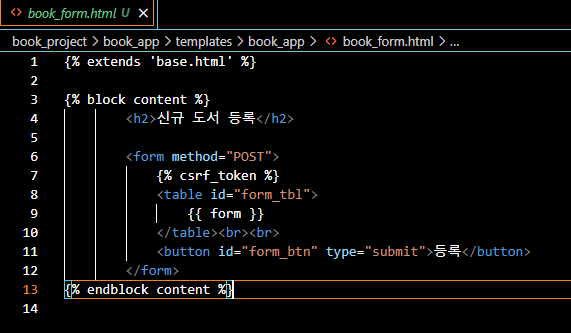 <> book_form.html U ×
book_project > book_app > templates > book_app > <> book_form.html > ...
1 {% extends 'base.html' %}
2
3 {% block content %}
4 <h2>신규 도서 등록</h2>
5
6 <form method="POST">
7 {% csrf_token %}
8 <table id="form_tbl">
9 {{ form }}
10 </table><br><br>
11 <button id="form_btn" type="submit">등록</button>
12 </form>
13 {% endblock content %}
14